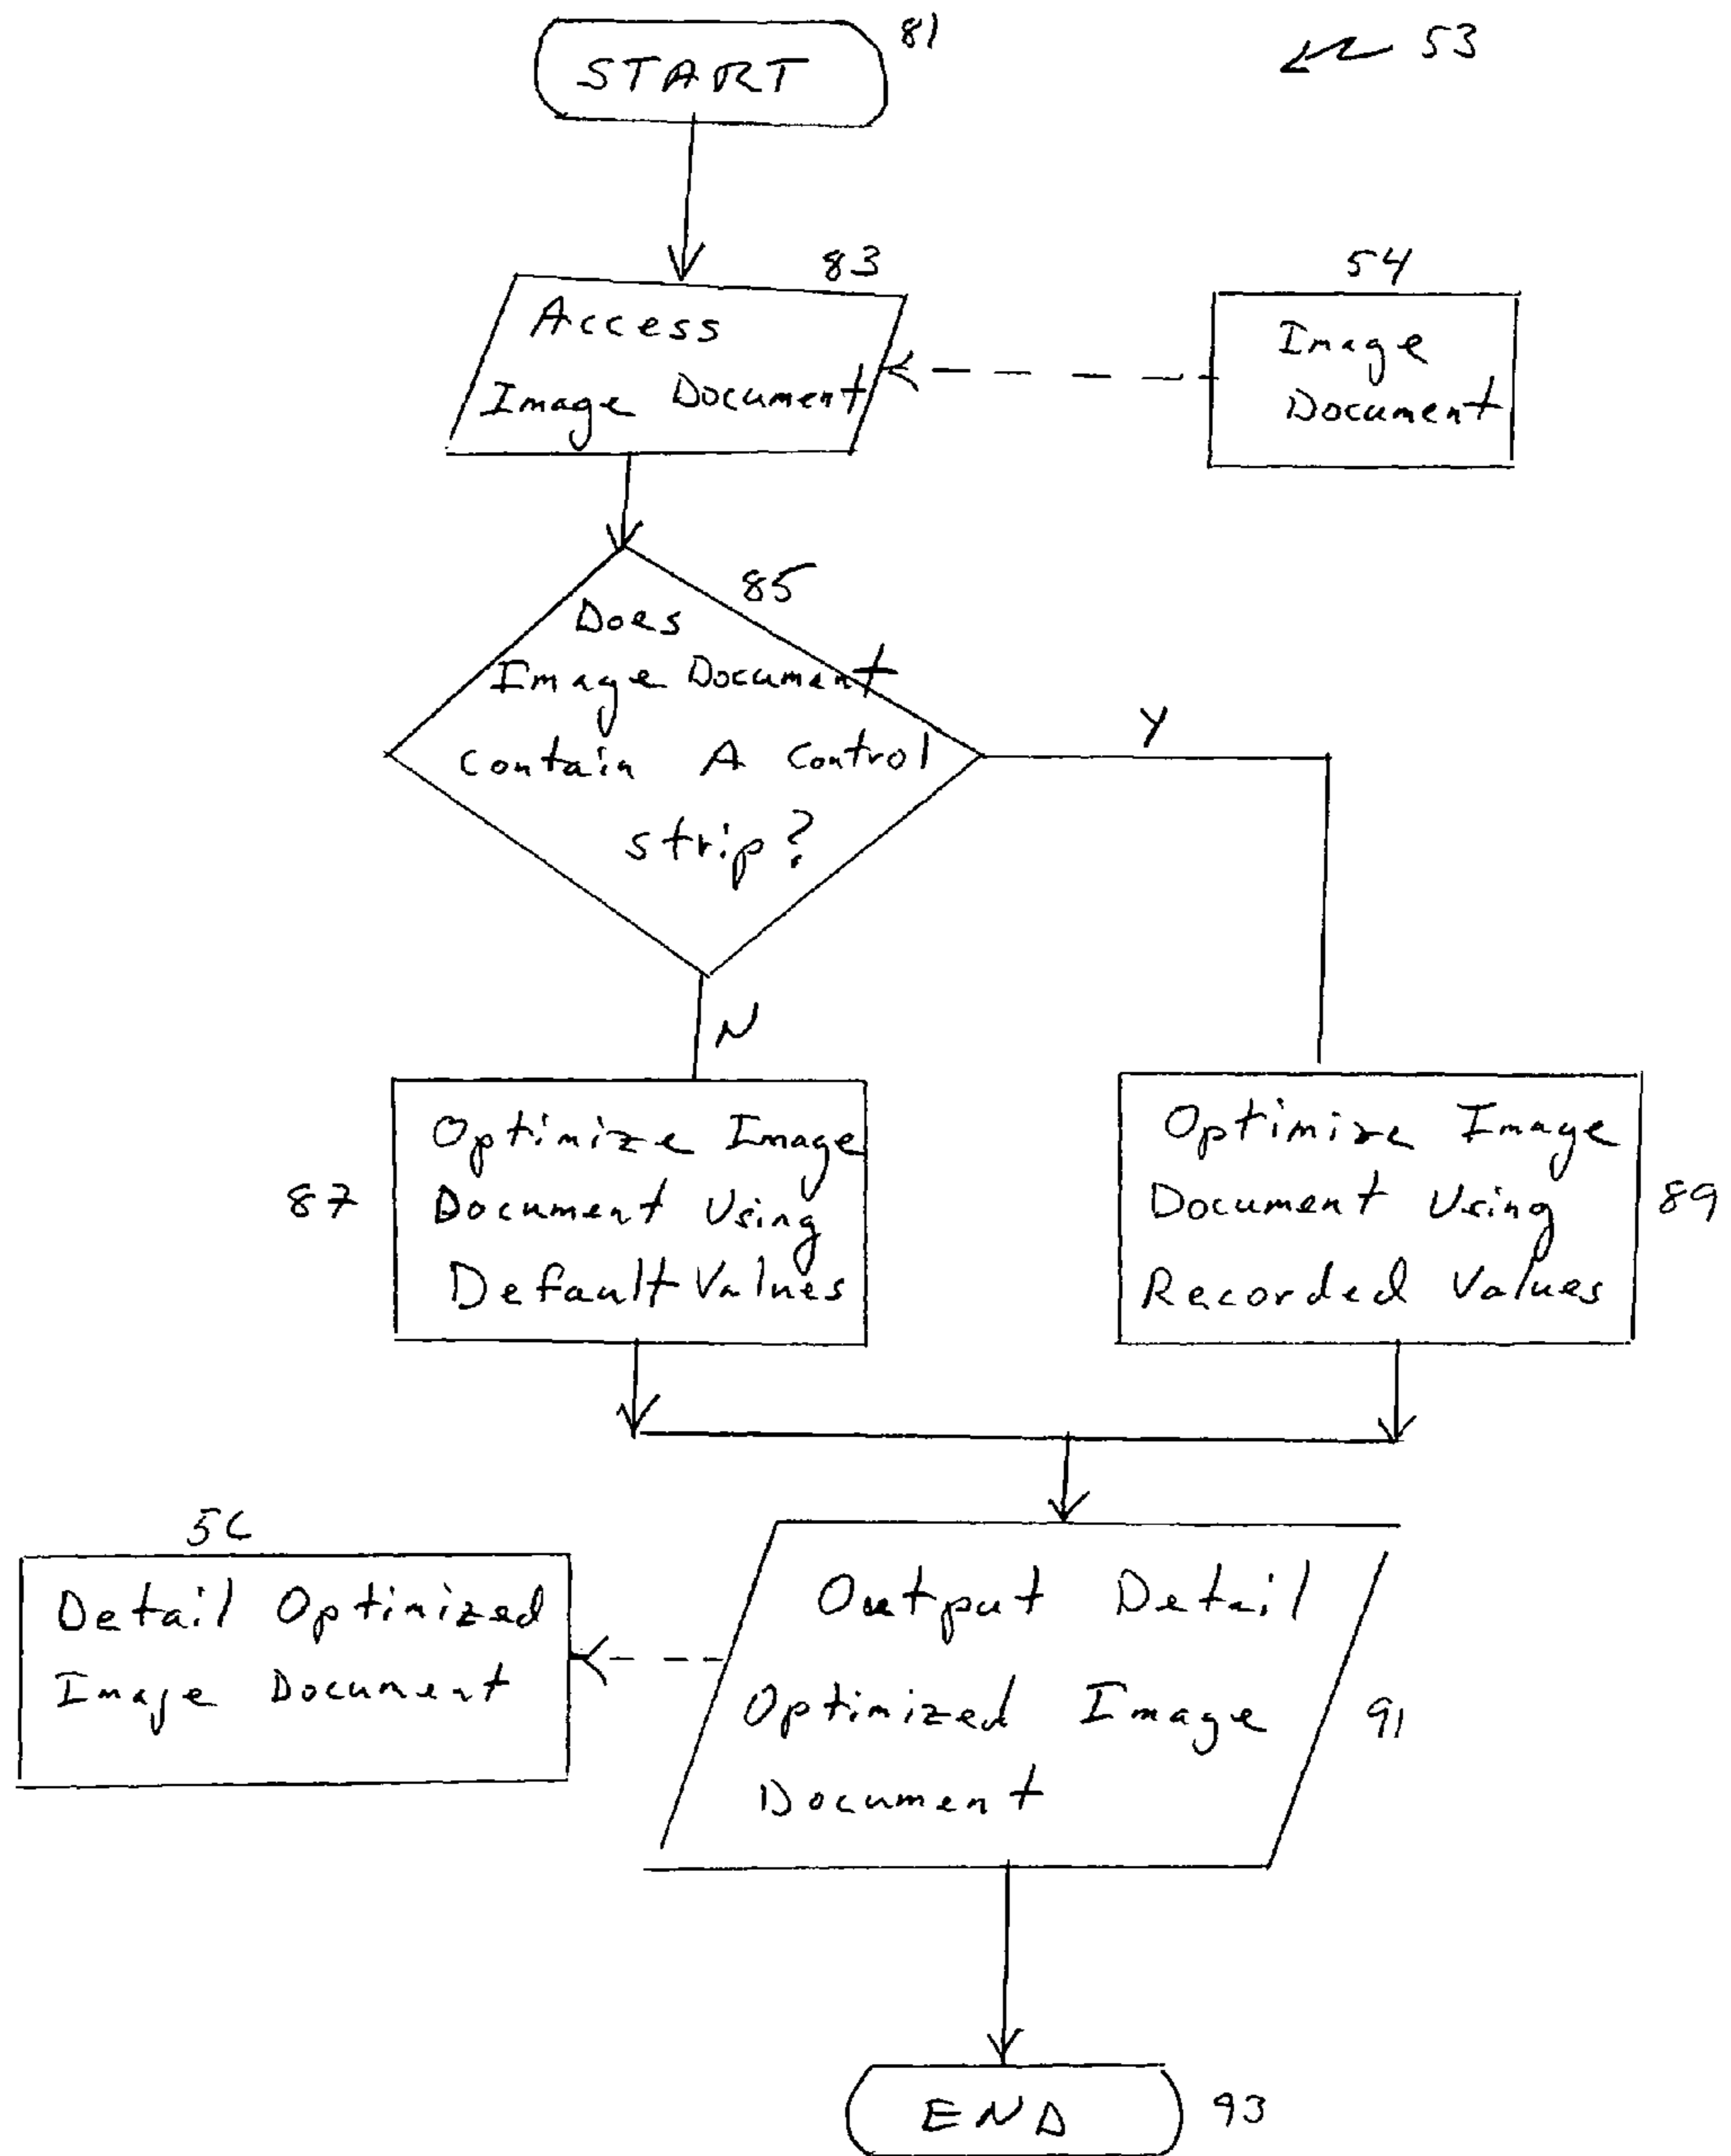 81
53
START
83
54
Access
Image Document
Image
Document
85
Does
Image Document
contain A control
strip?
Y
N
Optimize Image
Document Using
Default Values
87
Optimize Image
Document Using
Recorded Values
89
56
Detail Optimized
Image Document
Output Detail
Optimized Image
Document
91
END
93